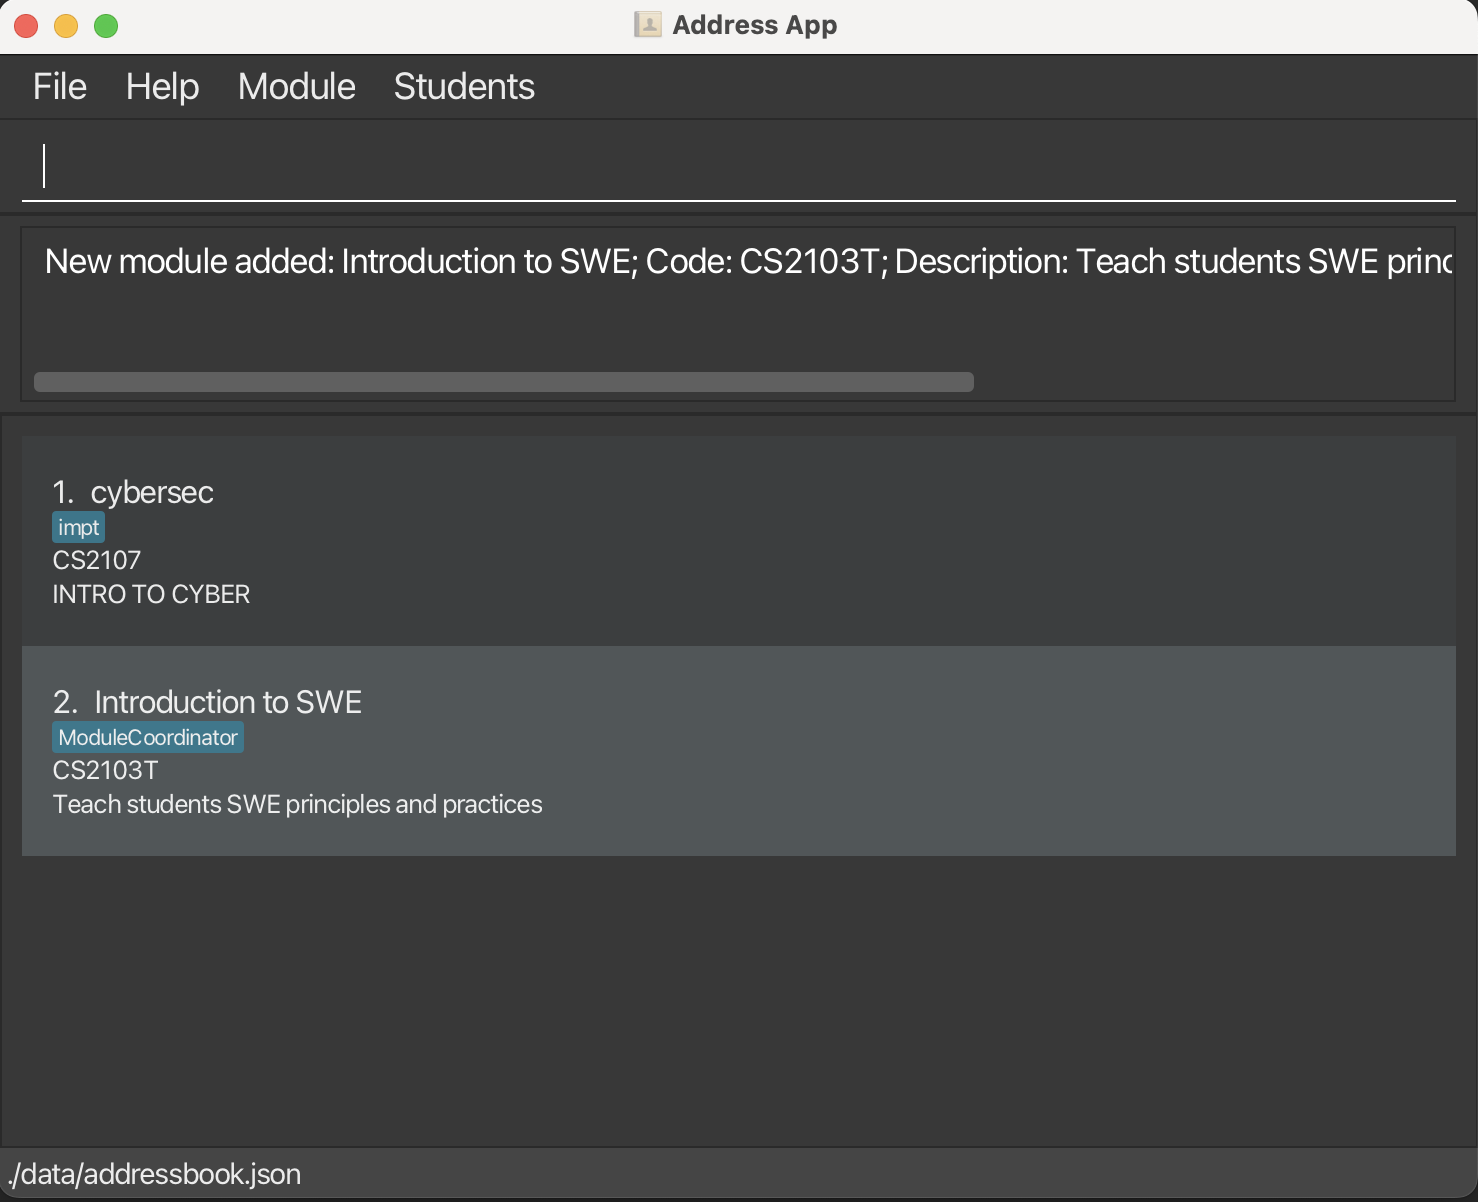 Address App
File Help Module Students
New module added: Introduction to SWE; Code: CS2103T; Description: Teach students SWE princ
1. cybersec
impt
CS2107
INTRO TO CYBER
2. Introduction to SWE
ModuleCoordinator
CS2103T
Teach students SWE principles and practices
./data/addressbook.json